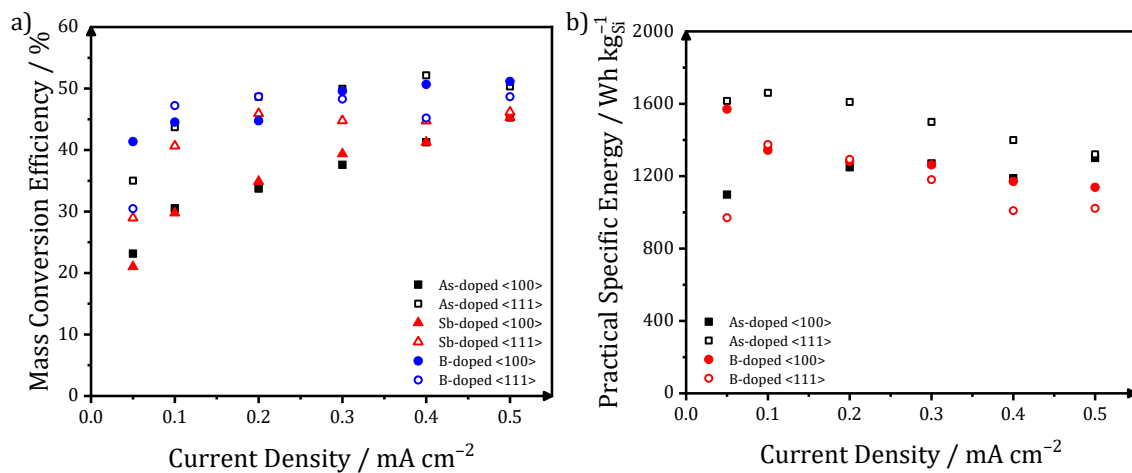 a)
Mass Conversion Efficiency / %
60
50
40
30
20
10
0
0.0 0.1 0.2 0.3 0.4 0.5
Current Density / mA cm⁻²
As-doped <100>
As-doped <111>
Sb-doped <100>
Sb-doped <111>
B-doped <100>
B-doped <111>
b)
Practical Specific Energy / Wh kg⁻¹Si
2000
1600
1200
800
400
0
0.0 0.1 0.2 0.3 0.4 0.5
Current Density / mA cm⁻²
As-doped <100>
As-doped <111>
B-doped <100>
B-doped <111>